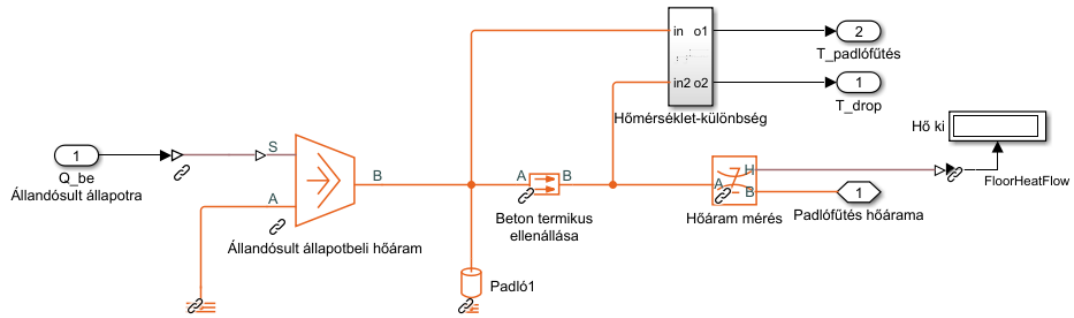 in o1
2
T_padlófűtés
in2 o2
1
T_drop
Hőmérséklet-különbség
Hő ki
FloorHeatFlow
1
Q_be
Állandósult állapotra
S
A
B
Állandósult állapotbeli hőáram
A
B
Beton termikus
ellenállása
A
H
B
Hőáram mérés
1
Padlófűtés hőárama
Padló1